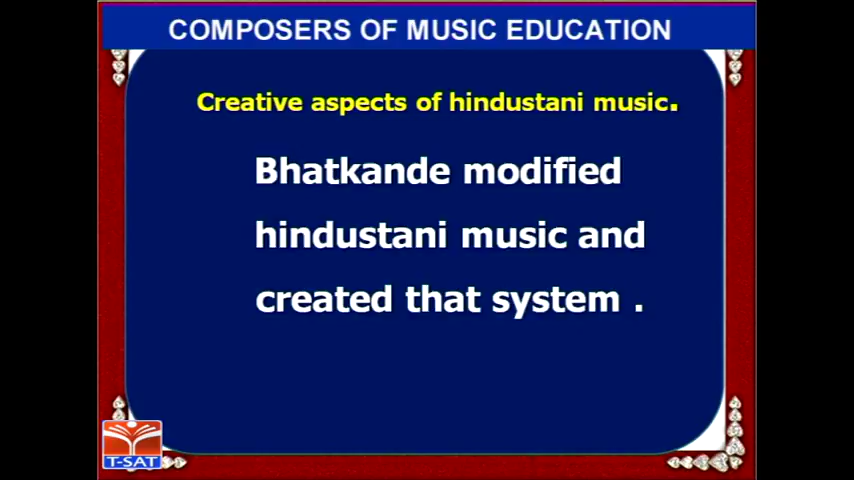 COMPOSERS OF MUSIC EDUCATION
Creative aspects of hindustani music.
Bhatkande modified
hindustani music and
created that system .
T-SAT